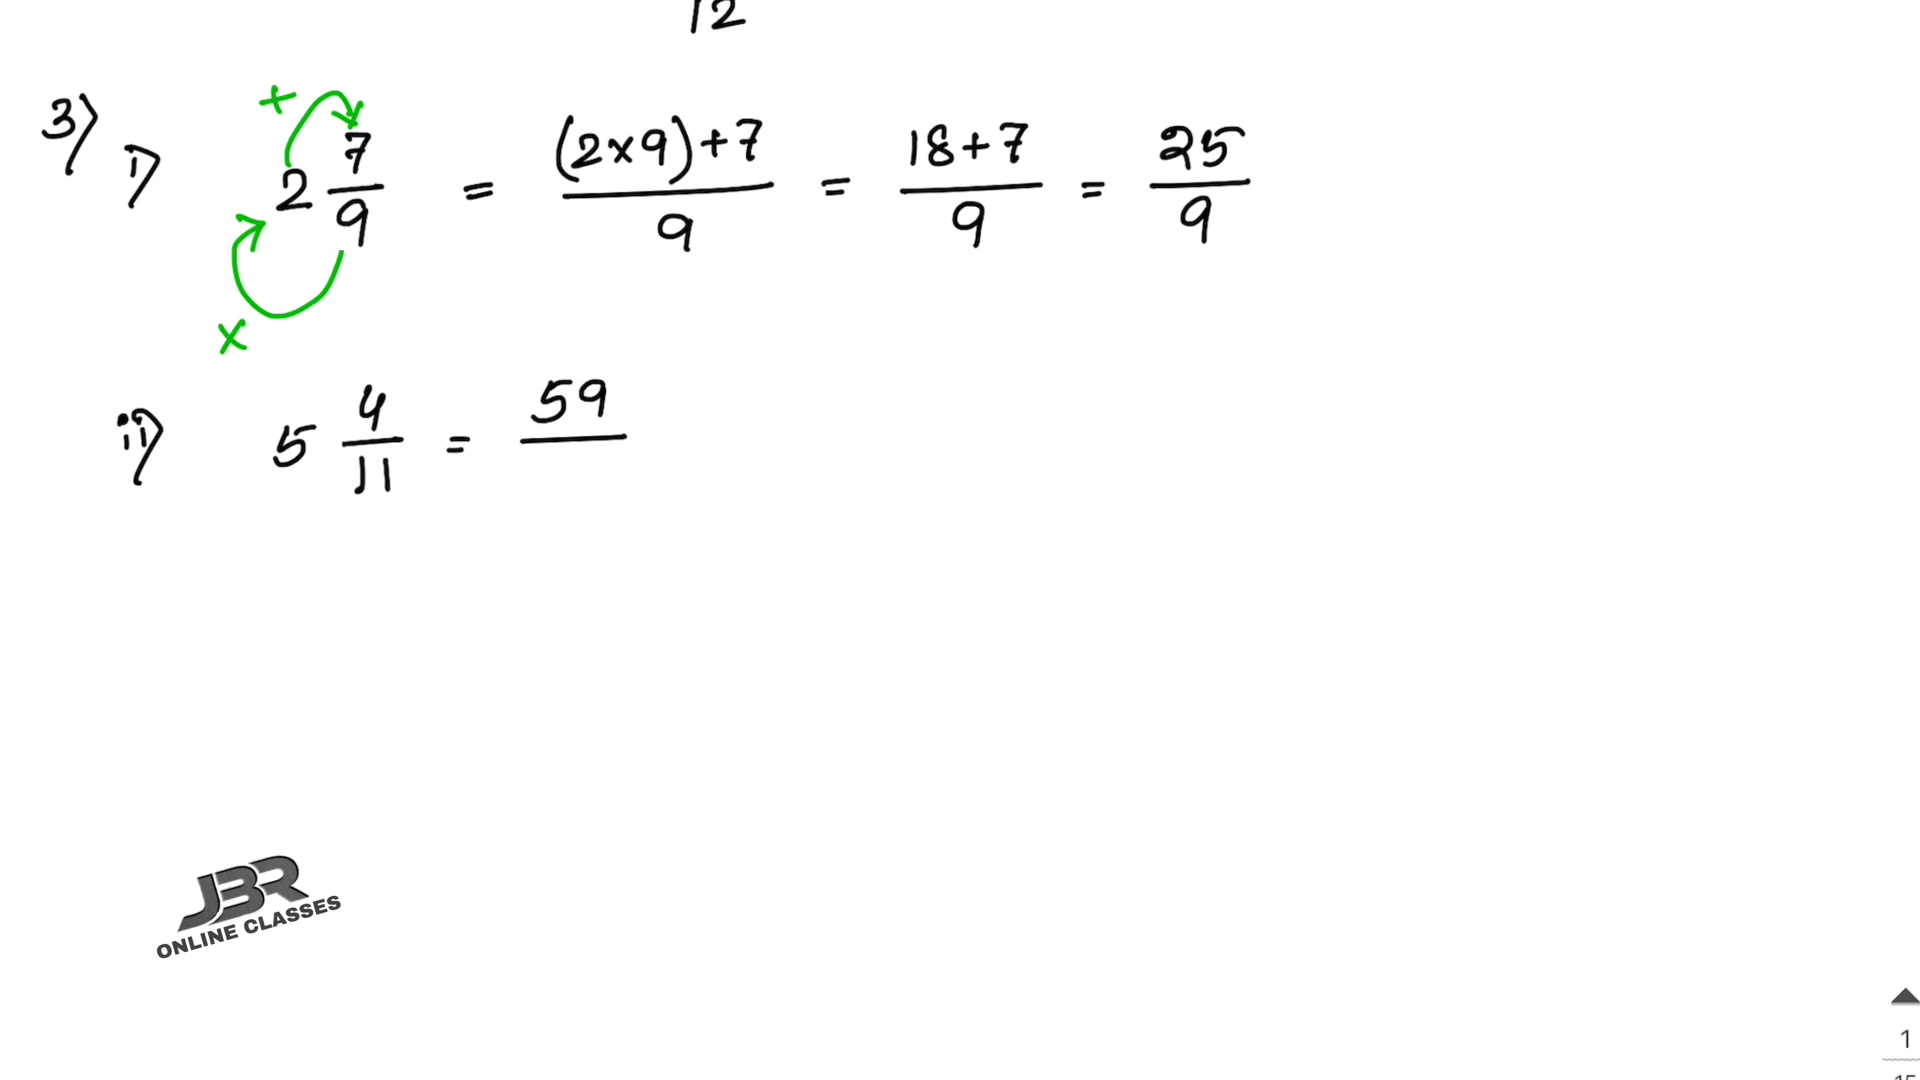 12
3) i) 2 7/9 = (2×9)+7/9 = 18+7/9 = 25/9
ii) 5 4/11 = 59/
JBR
ONLINE CLASSES
1